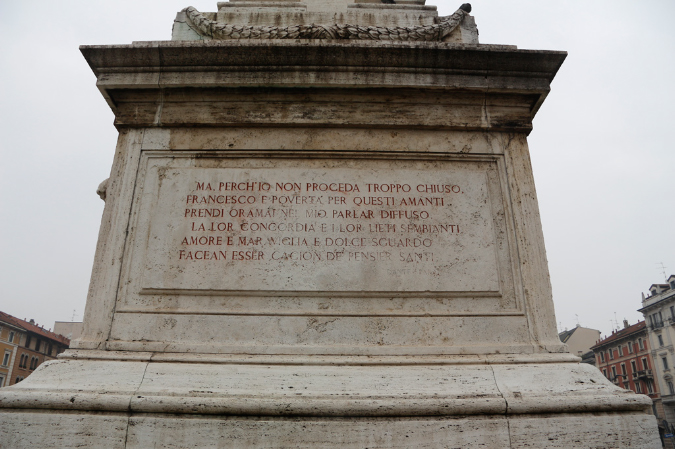 MA, PERCH'IO NON PROCEDA TROPPO CHIUSO,
FRANCESCO E POVERTA' PER QUESTI AMANTI
PRENDI ORAMAI NEL MIO PARLAR DIFFUSO.
LA LOR CONCORDIA E I LOR LIETI SEMBIANTI,
AMORE E MARAVIGLIA E DOLCE SGUARDO
FACEAN ESSER CAGION DE' PENSIER SANTI